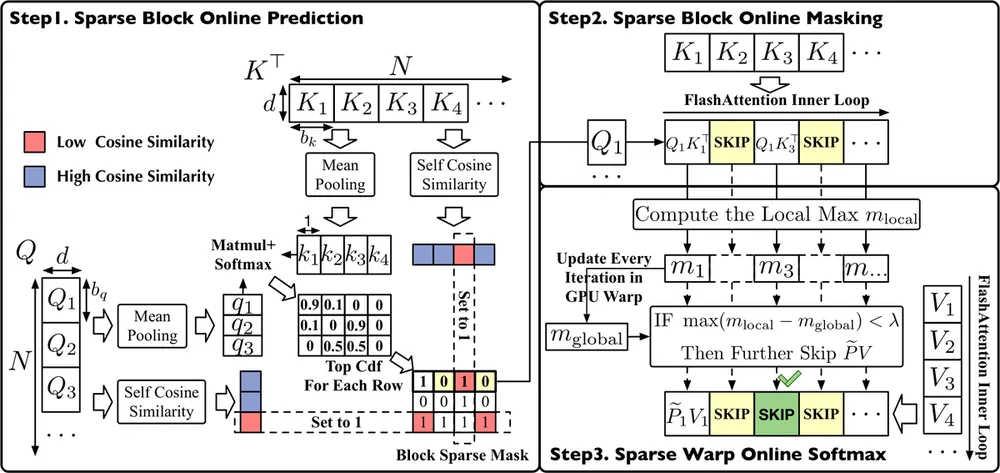 Step1. Sparse Block Online Prediction
K⊤
N
d
K1 K2 K3 K4 ···
bk
Low Cosine Similarity
High Cosine Similarity
Mean
Pooling
Self Cosine
Similarity
1
k1 k2 k3 k4
Matmul+
Softmax
Q
d
bq
N
Q1
Q2
Q3
···
Mean
Pooling
q1
q2
q3
0.9 0.1 0 0
0.1 0 0.9 0
0 0.5 0.5 0
Set to 1
Top Cdf
For Each Row
Self Cosine
Similarity
1 0 1 0
0 0 1 0
1 1 1 1
Set to 1
Block Sparse Mask
Step2. Sparse Block Online Masking
K1 K2 K3 K4 ···
FlashAttention Inner Loop
Q1
···
Q1K1⊤ SKIP Q1K3⊤ SKIP ···
Compute the Local Max mlocal
Update Every
Iteration in
GPU Warp
m1 m3 m...
mglobal
IF max(mlocal − mglobal) < λ
Then Further Skip P̃V
P̃1V1 SKIP SKIP SKIP ···
V1
V2
V3
V4
···
FlashAttention Inner Loop
Step3. Sparse Warp Online Softmax